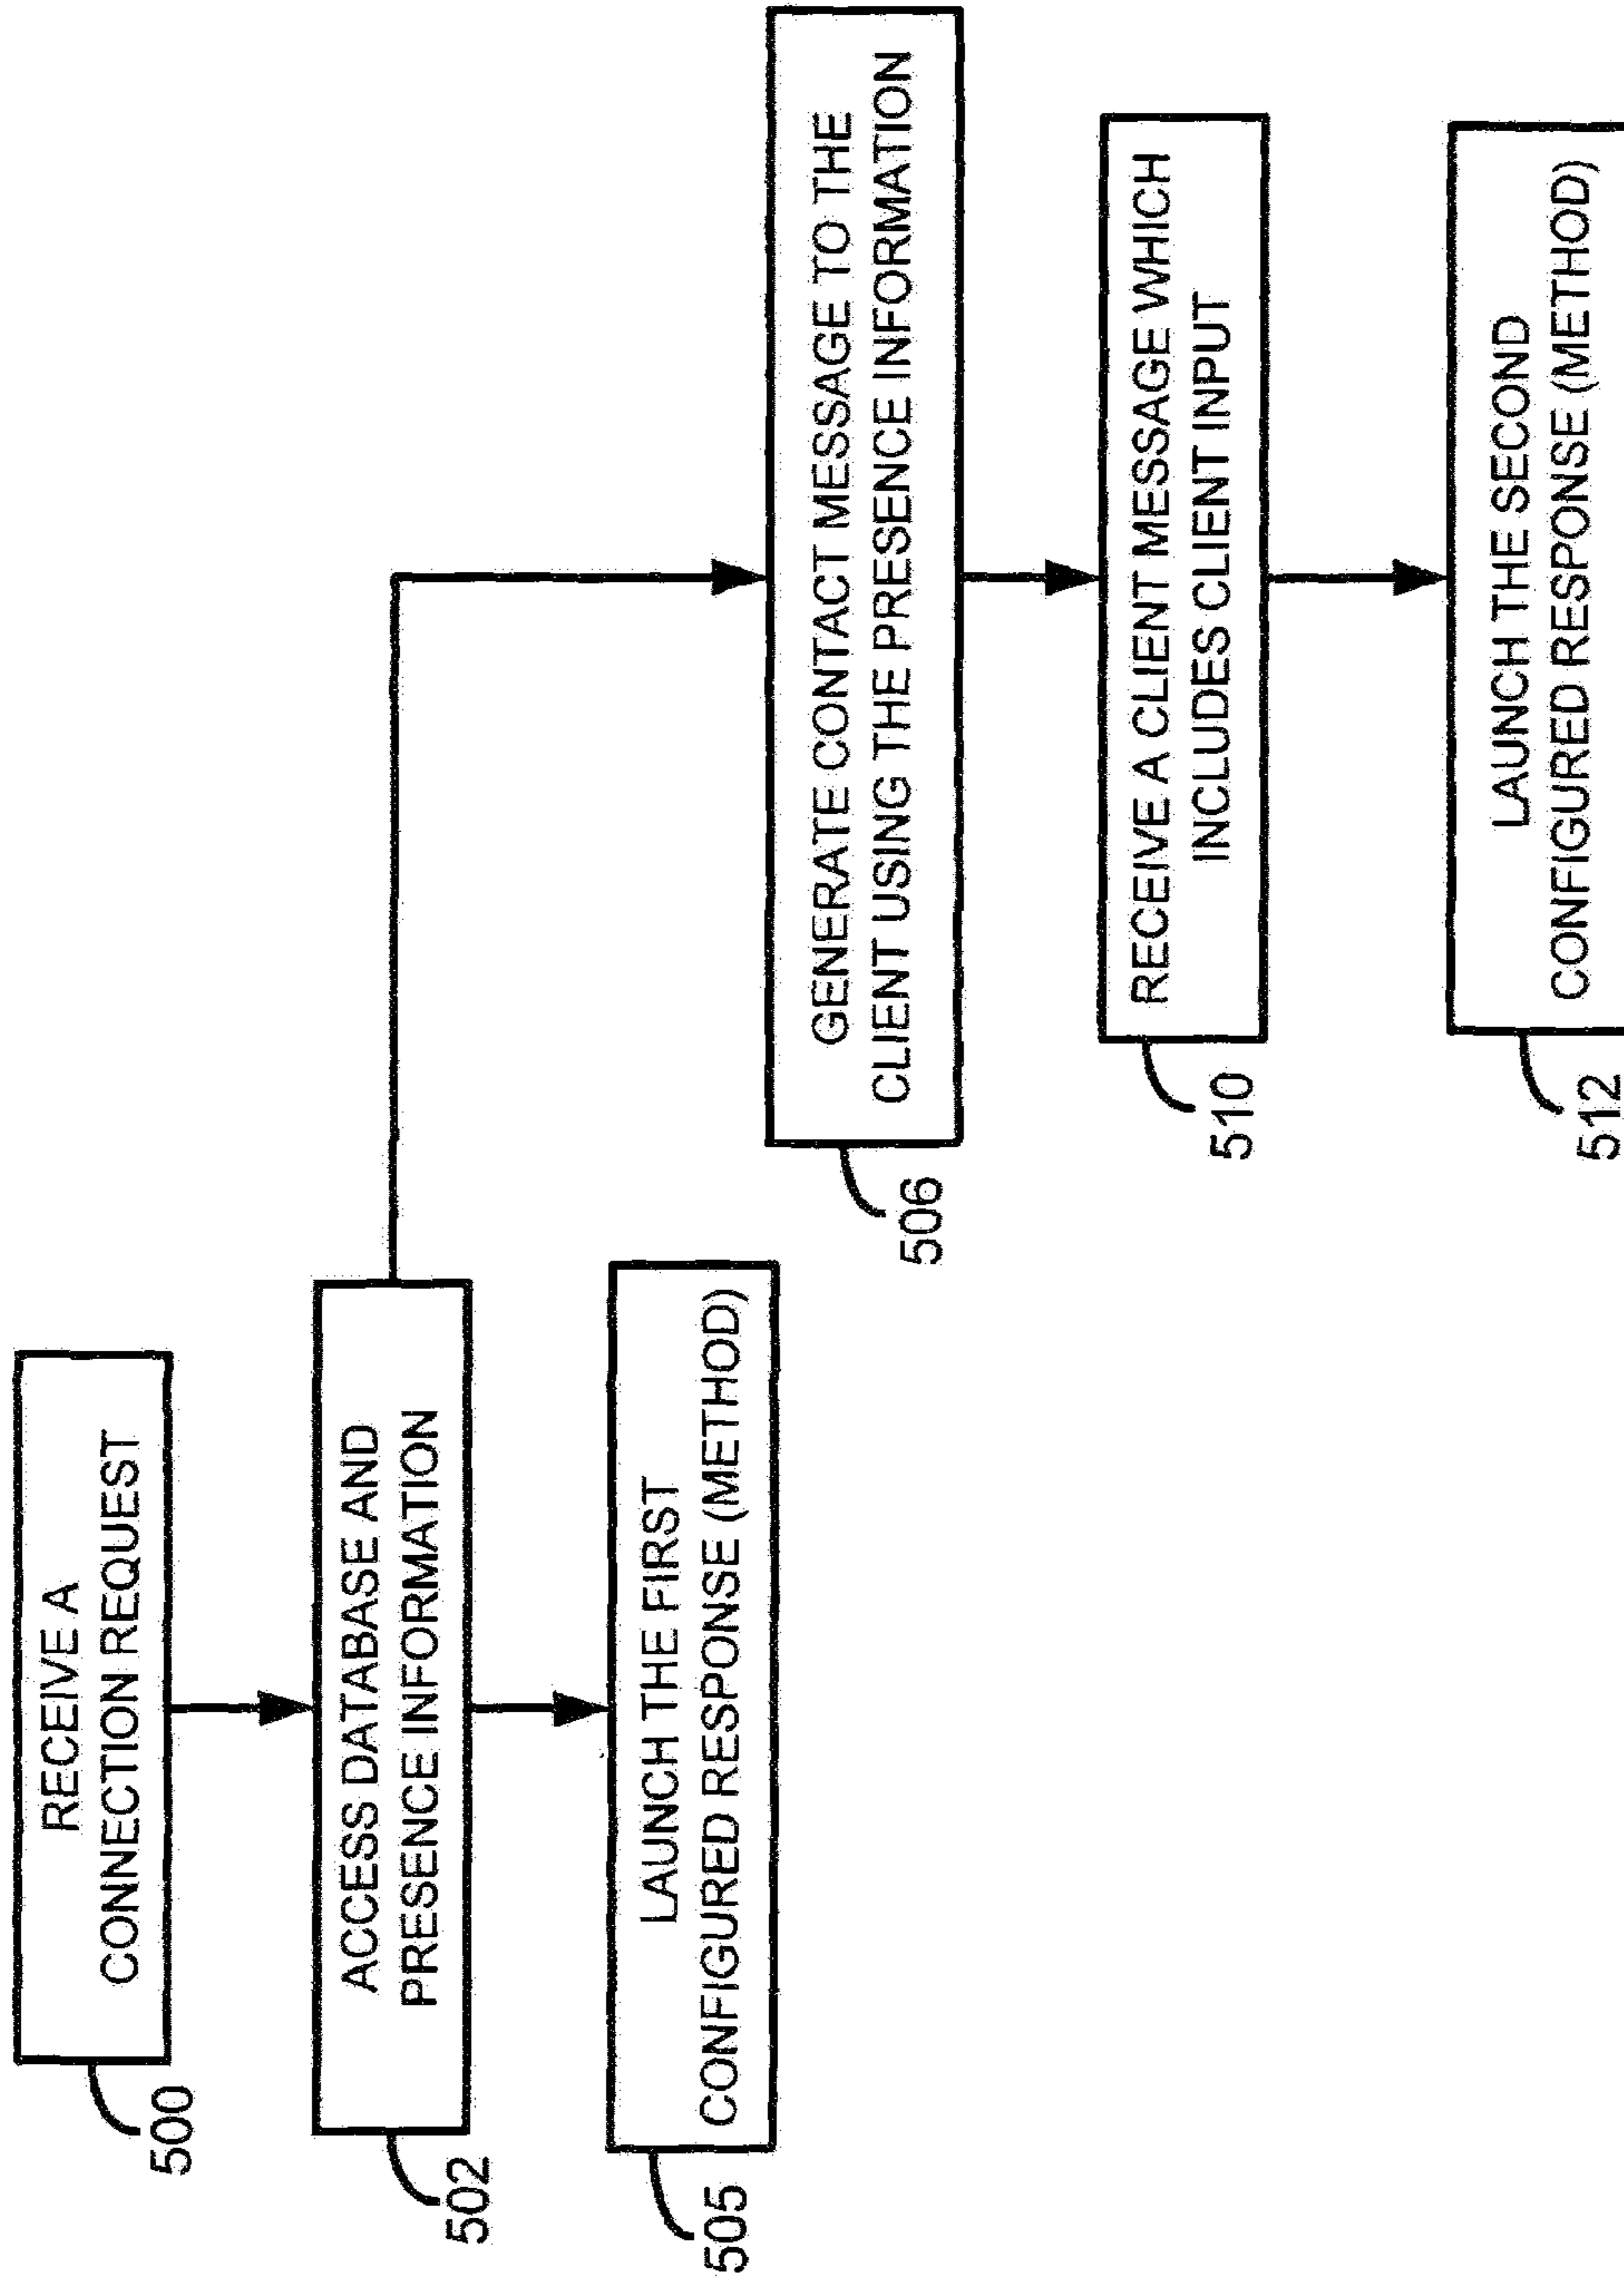 RECEIVE A
CONNECTION REQUEST
500
ACCESS DATABASE AND
PRESENCE INFORMATION
502
LAUNCH THE FIRST
CONFIGURED RESPONSE (METHOD)
505
GENERATE CONTACT MESSAGE TO THE
CLIENT USING THE PRESENCE INFORMATION
506
RECEIVE A CLIENT MESSAGE WHICH
INCLUDES CLIENT INPUT
510
LAUNCH THE SECOND
CONFIGURED RESPONSE (METHOD)
512